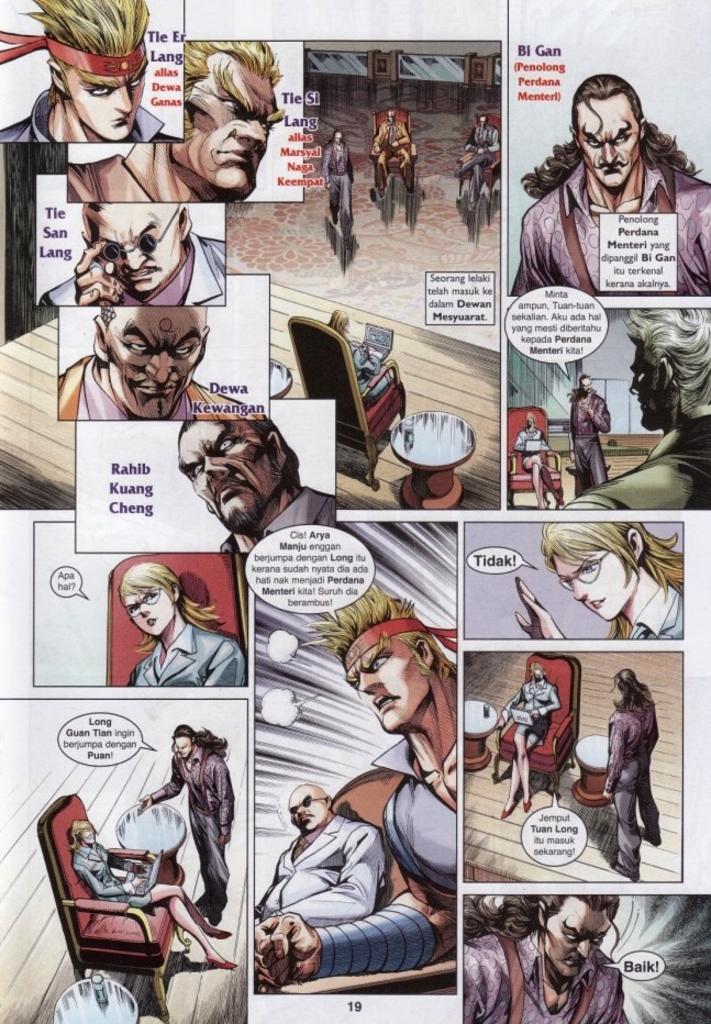 Tie Er
Lang
alias
Dewa
Ganas
Tie Si
Lang
alias
Marsyal
Naga
Keempat
Bi Gan
(Penolong
Perdana
Menteri)
Tie
San
Lang
Penolong
Perdana
Menteri yang
dipanggil Bi Gan
itu terkenal
kerana akalnya.
Seorang lelaki
telah masuk ke
dalam Dewan
Mesyuarat.
Minta
ampun, Tuan-tuan
sekalian. Aku ada hal
yang mesti diberitahu
kepada Perdana
Menteri kita!
Dewa
Kewangan
Rahib
Kuang
Cheng
Apa
hal?
Cis! Arya
Manju enggan
berjumpa dengan Long itu
kerana sudah nyata dia ada
hati nak menjadi Perdana
Menteri kita! Suruh dia
berambus!
Tidak!
Long
Guan Tian ingin
berjumpa dengan
Puan!
Jemput
Tuan Long
itu masuk
sekarang!
Baik!
19